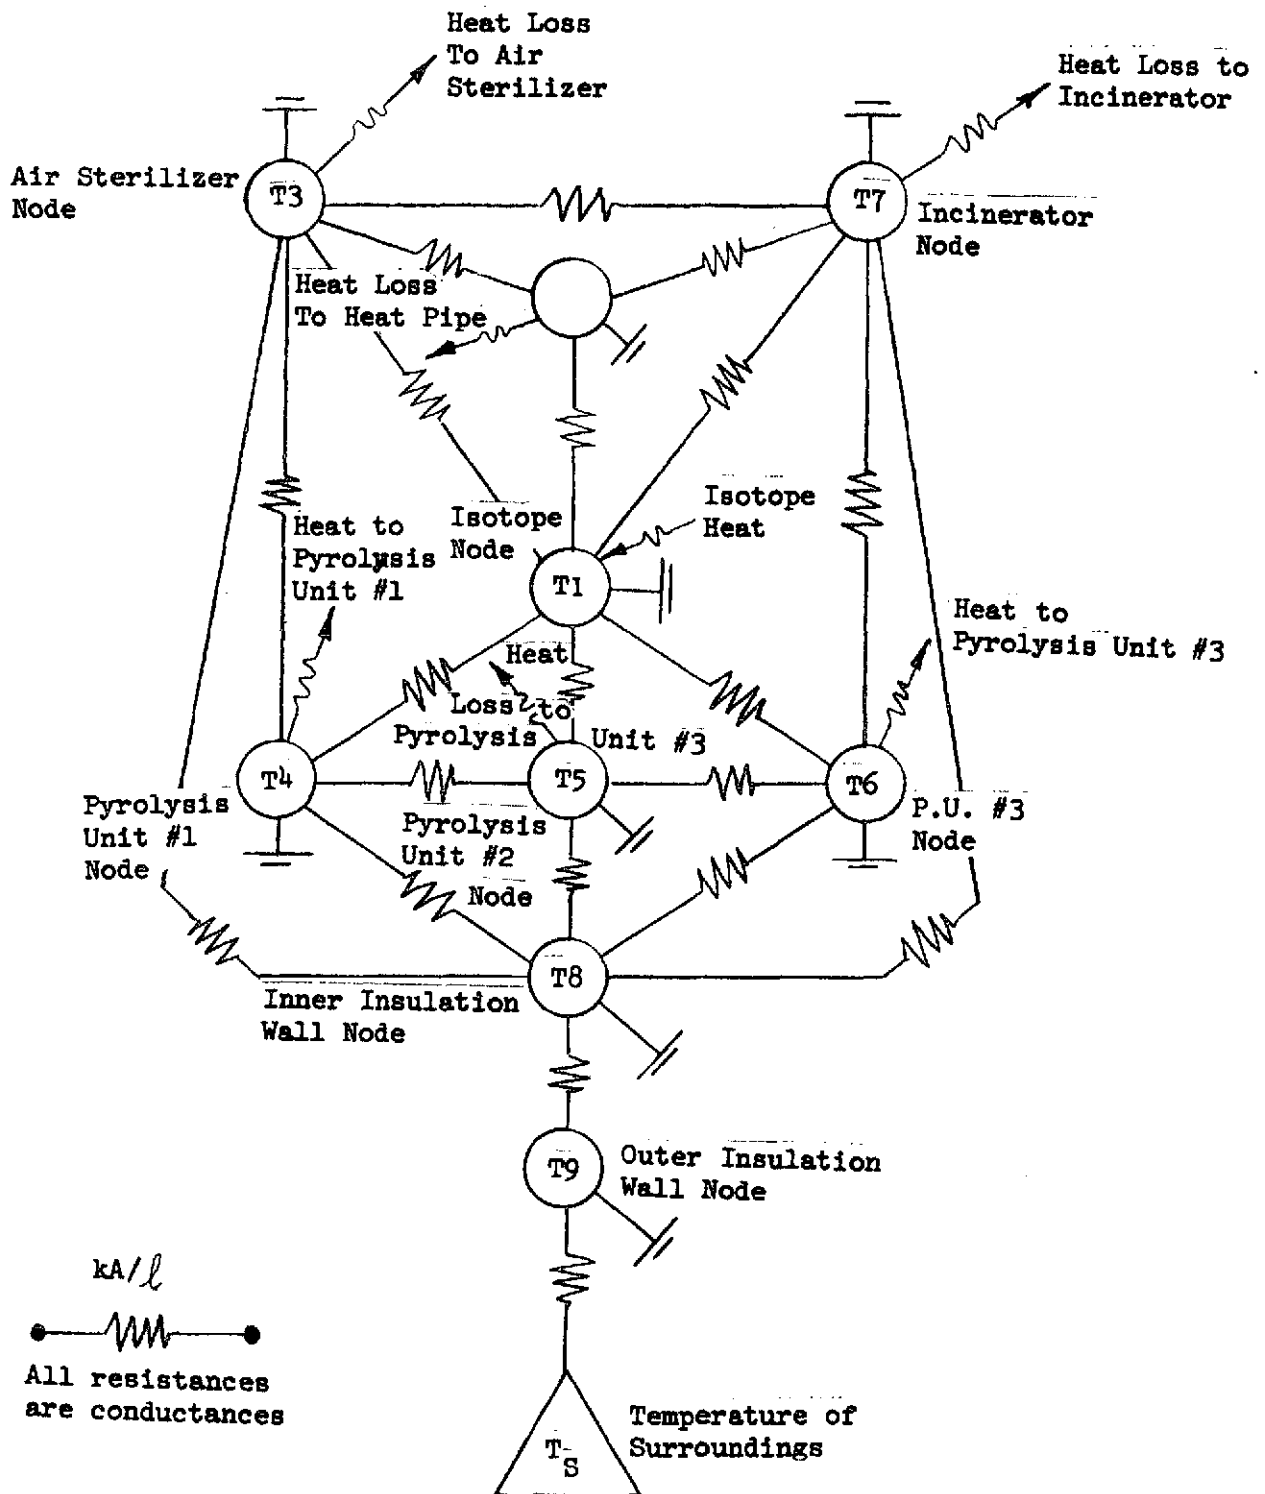 Heat Loss
To Air
Sterilizer
Heat Loss to
Incinerator
Air Sterilizer
Node
T3
T7
Incinerator
Node
Heat Loss
To Heat Pipe
Isotope
Node
Isotope
Heat
Heat to
Pyrolysis
Unit #1
T1
Heat to
Pyrolysis Unit #3
Heat
Loss to
Pyrolysis Unit #3
T4
T5
T6
Pyrolysis
Unit #1
Node
Pyrolysis
Unit #2
Node
P.U. #3
Node
T8
Inner Insulation
Wall Node
T9
Outer Insulation
Wall Node
kA/l
All resistances
are conductances
TS
Temperature of
Surroundings